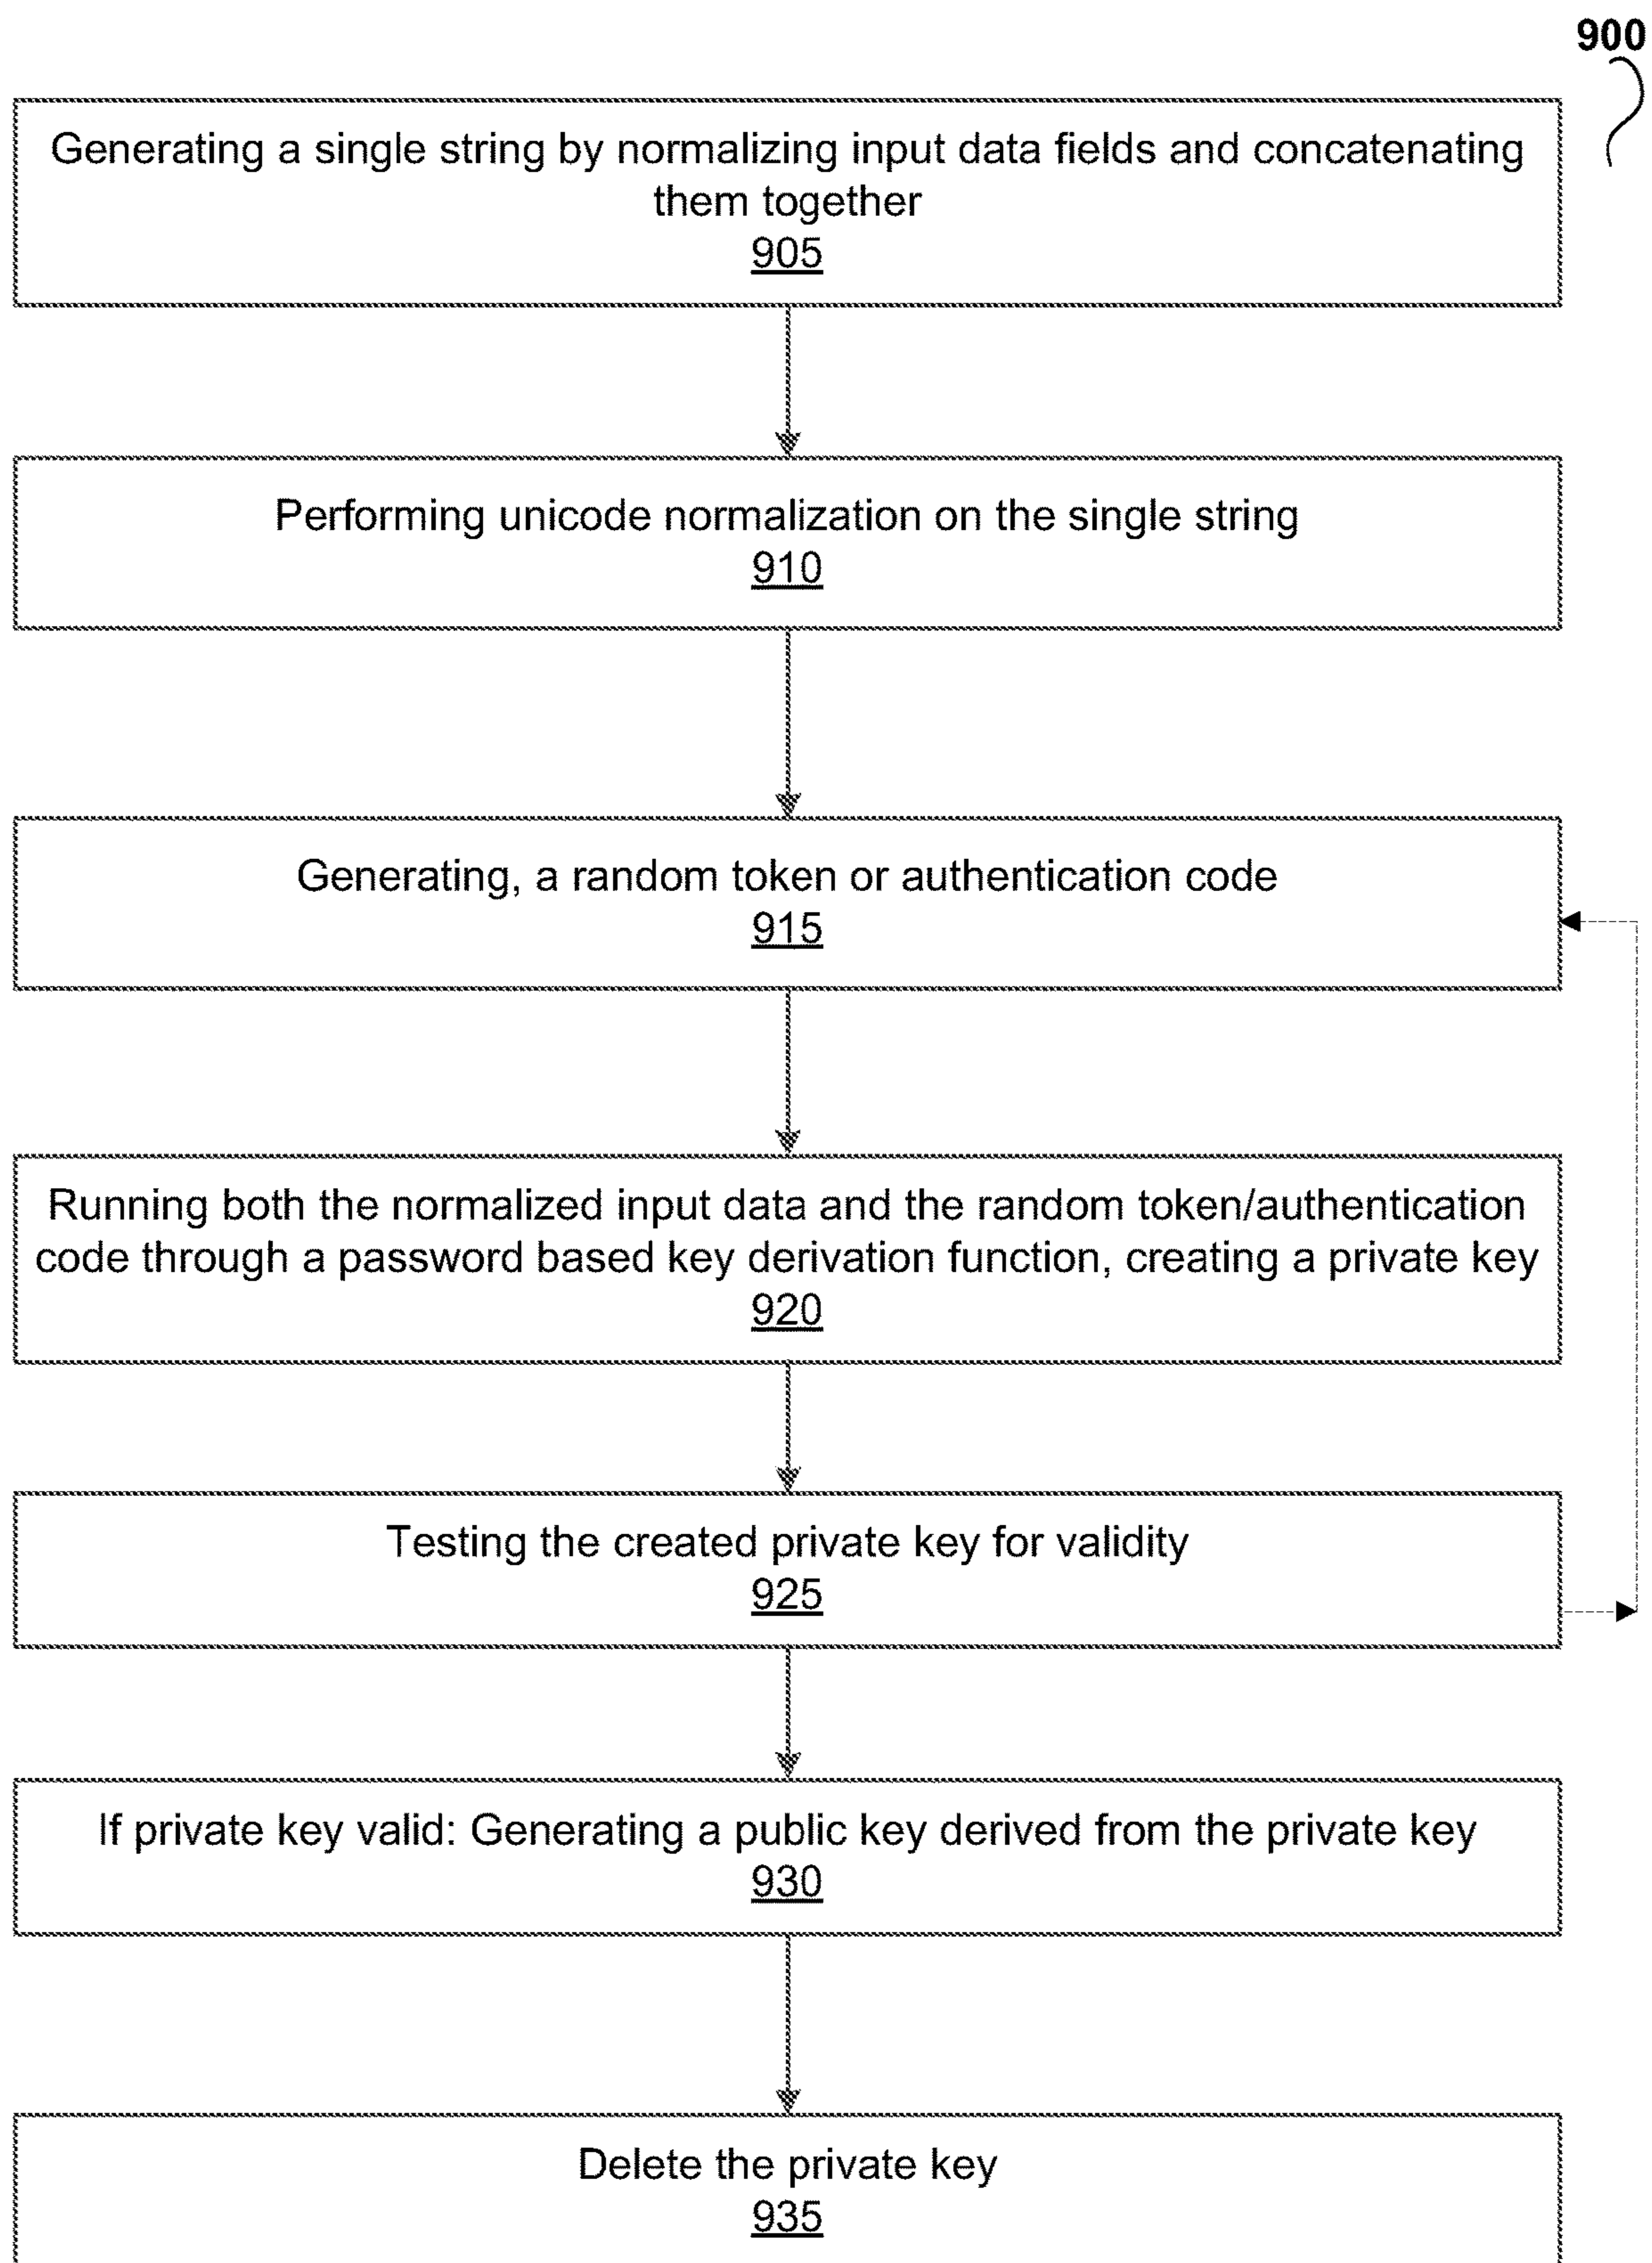 900
Generating a single string by normalizing input data fields and concatenating
them together
905
Performing unicode normalization on the single string
910
Generating, a random token or authentication code
915
Running both the normalized input data and the random token/authentication
code through a password based key derivation function, creating a private key
920
Testing the created private key for validity
925
If private key valid: Generating a public key derived from the private key
930
Delete the private key
935